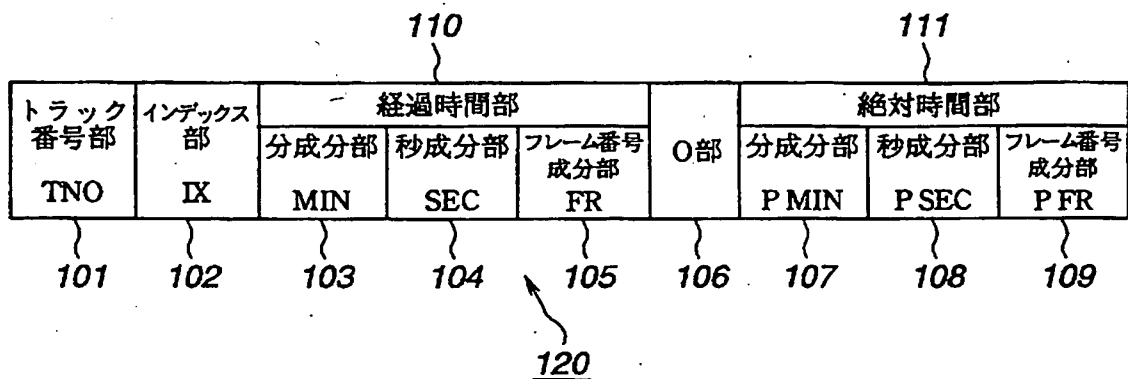 110
111
トラック
番号部
TNO
インデックス
部
IX
経過時間部
分成分部
MIN
秒成分部
SEC
フレーム番号
成分部
FR
O部
絶対時間部
分成分部
P MIN
秒成分部
P SEC
フレーム番号
成分部
P FR
101
102
103
104
105
106
107
108
109
120